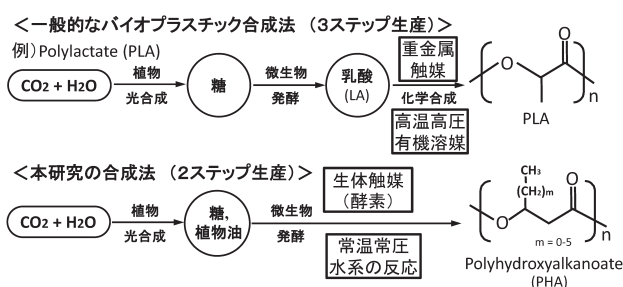 ＜一般的なバイオプラスチック合成法 （3ステップ生産）＞
例）Polylactate (PLA)
CO2 + H2O
植物
光合成
糖
微生物
発酵
乳酸
(LA)
重金属
触媒
化学合成
高温高圧
有機溶媒
O
O
n
PLA
＜本研究の合成法 （2ステップ生産）＞
CO2 + H2O
植物
光合成
糖,
植物油
微生物
発酵
生体触媒
（酵素）
常温常圧
水系の反応
CH3
(CH2)m
O
O
n
m = 0-5
Polyhydroxyalkanoate
(PHA)